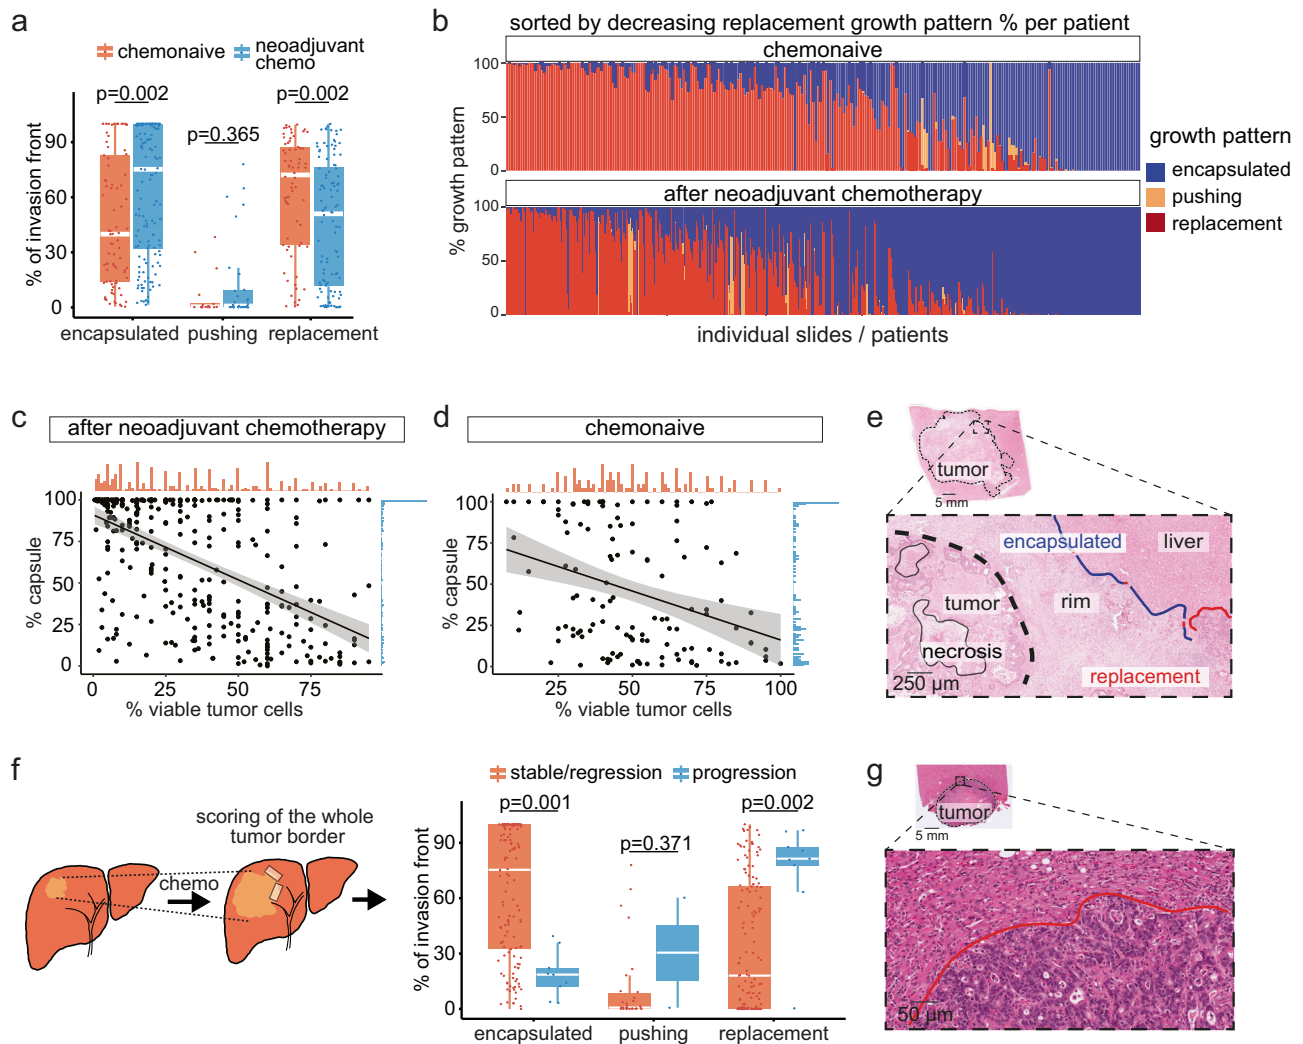 a
chemonaive
neoadjuvant
chemo
p=0.002
p=0.365
p=0.002
% of invasion front
90
60
30
0
encapsulated
pushing
replacement
b
sorted by decreasing replacement growth pattern % per patient
chemonaive
100
50
0
after neoadjuvant chemotherapy
100
50
0
% growth pattern
individual slides / patients
growth pattern
encapsulated
pushing
replacement
c
after neoadjuvant chemotherapy
% capsule
100
75
50
25
0
0
25
50
75
% viable tumor cells
d
chemonaive
% capsule
100
75
50
25
0
25
50
75
100
% viable tumor cells
e
tumor
5 mm
encapsulated
liver
tumor
rim
necrosis
replacement
250 µm
f
scoring of the whole
tumor border
chemo
stable/regression
progression
p=0.001
p=0.371
p=0.002
% of invasion front
90
60
30
0
encapsulated
pushing
replacement
g
tumor
5 mm
50 µm